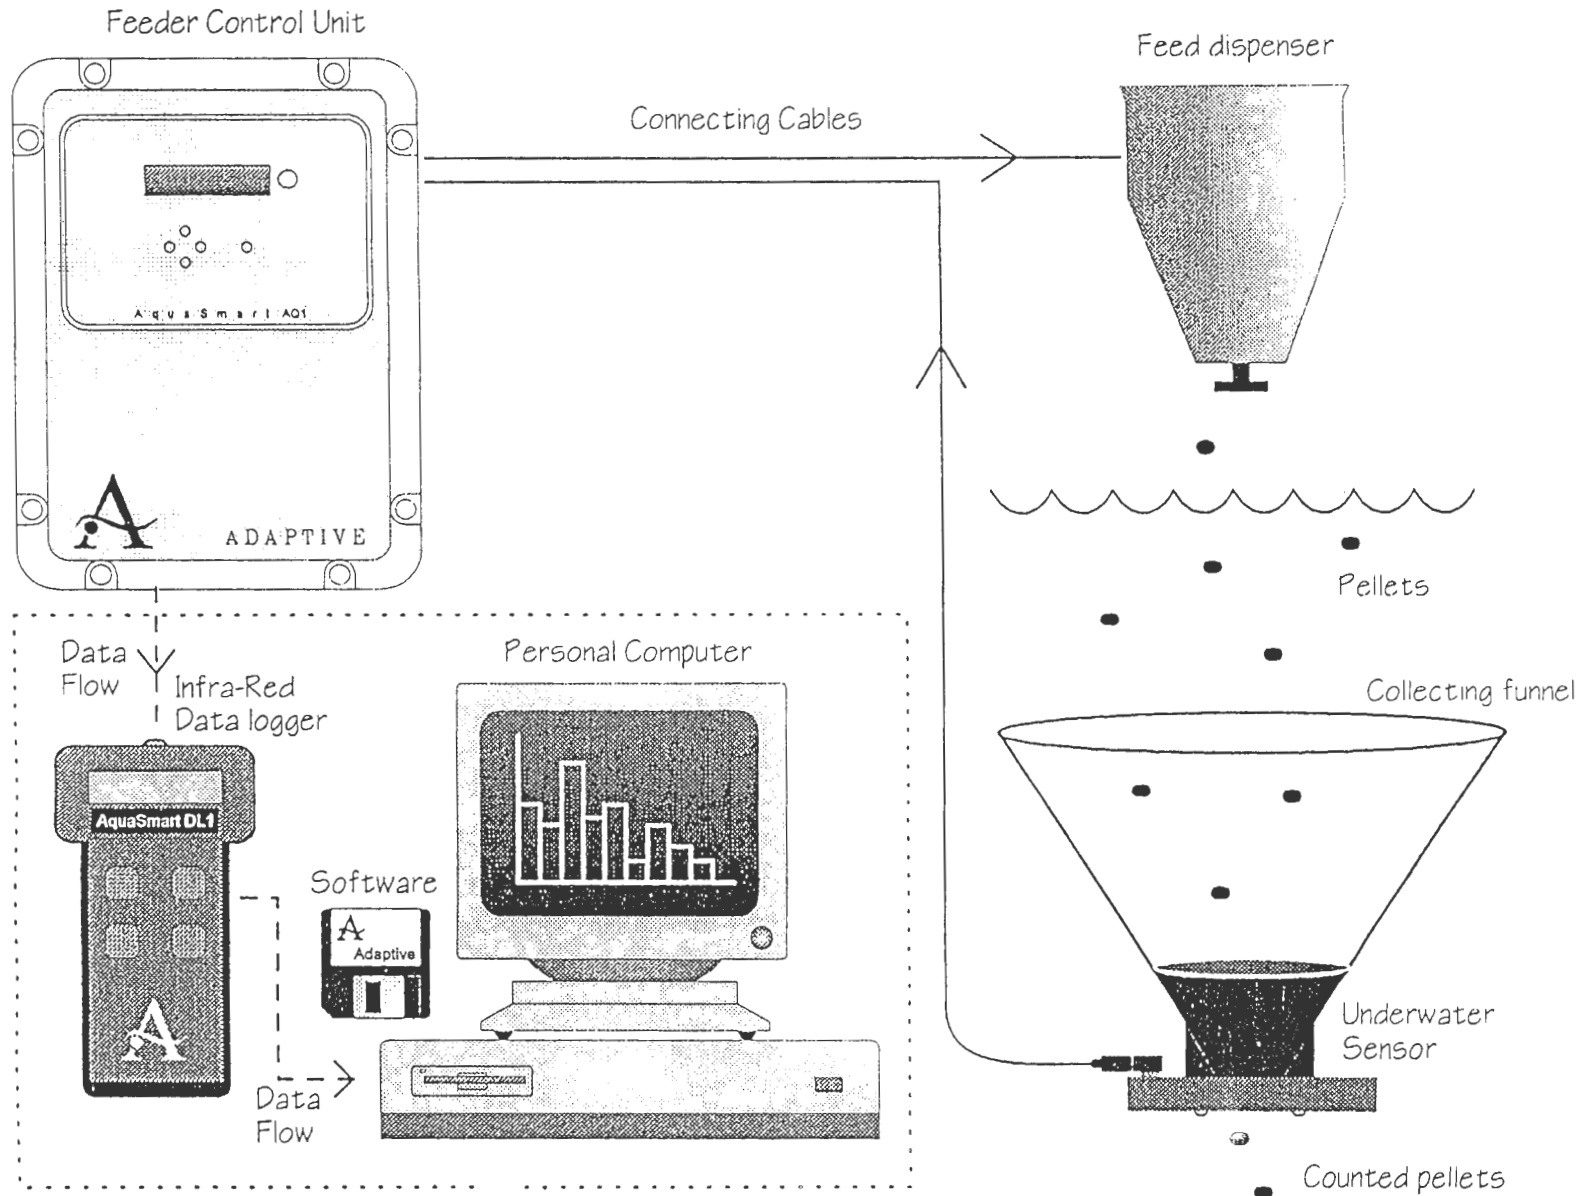 Feeder Control Unit
Feed dispenser
Connecting Cables
AquaSmart AQ1
A
ADAPTIVE
Pellets
Data
Flow
Infra-Red
Data logger
Personal Computer
Collecting funnel
AquaSmart DL1
Software
A
Adaptive
A
Underwater
Sensor
Data
Flow
Counted pellets